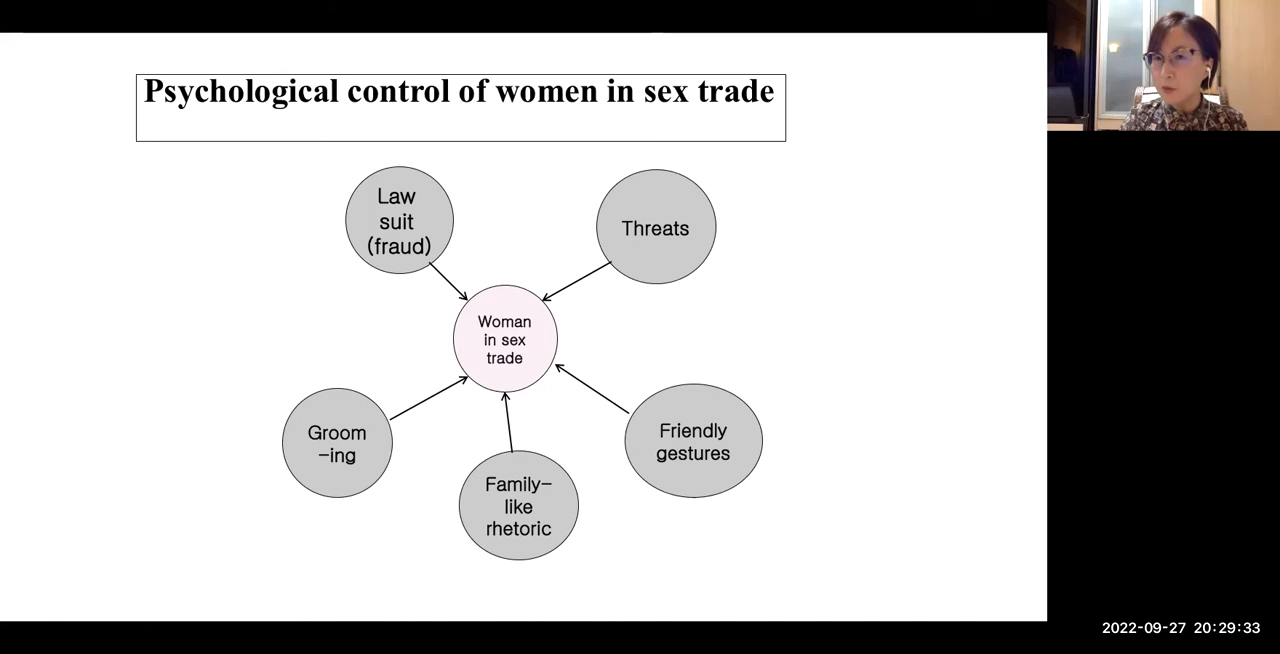 Psychological control of women in sex trade
Law
suit
(fraud)
Threats
Woman
in sex
trade
Groom
-ing
Family-
like
rhetoric
Friendly
gestures
2022-09-27 20:29:33